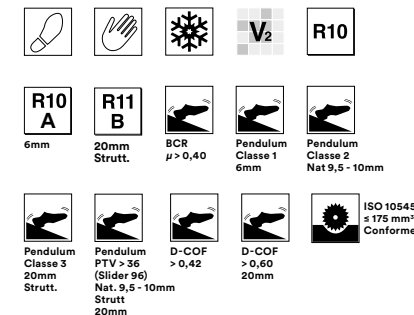 V2
R10
R10
A
6mm
R11
B
20mm
Strutt.
BCR
µ > 0,40
Pendulum
Classe 1
6mm
Pendulum
Classe 2
Nat 9,5 - 10mm
Pendulum
Classe 3
20mm
Strutt.
Pendulum
PTV > 36
(Slider 96)
Nat. 9,5 - 10mm
Strutt
20mm
D-COF
> 0,42
D-COF
> 0,60
20mm
ISO 10545
≤ 175 mm³
Conforme